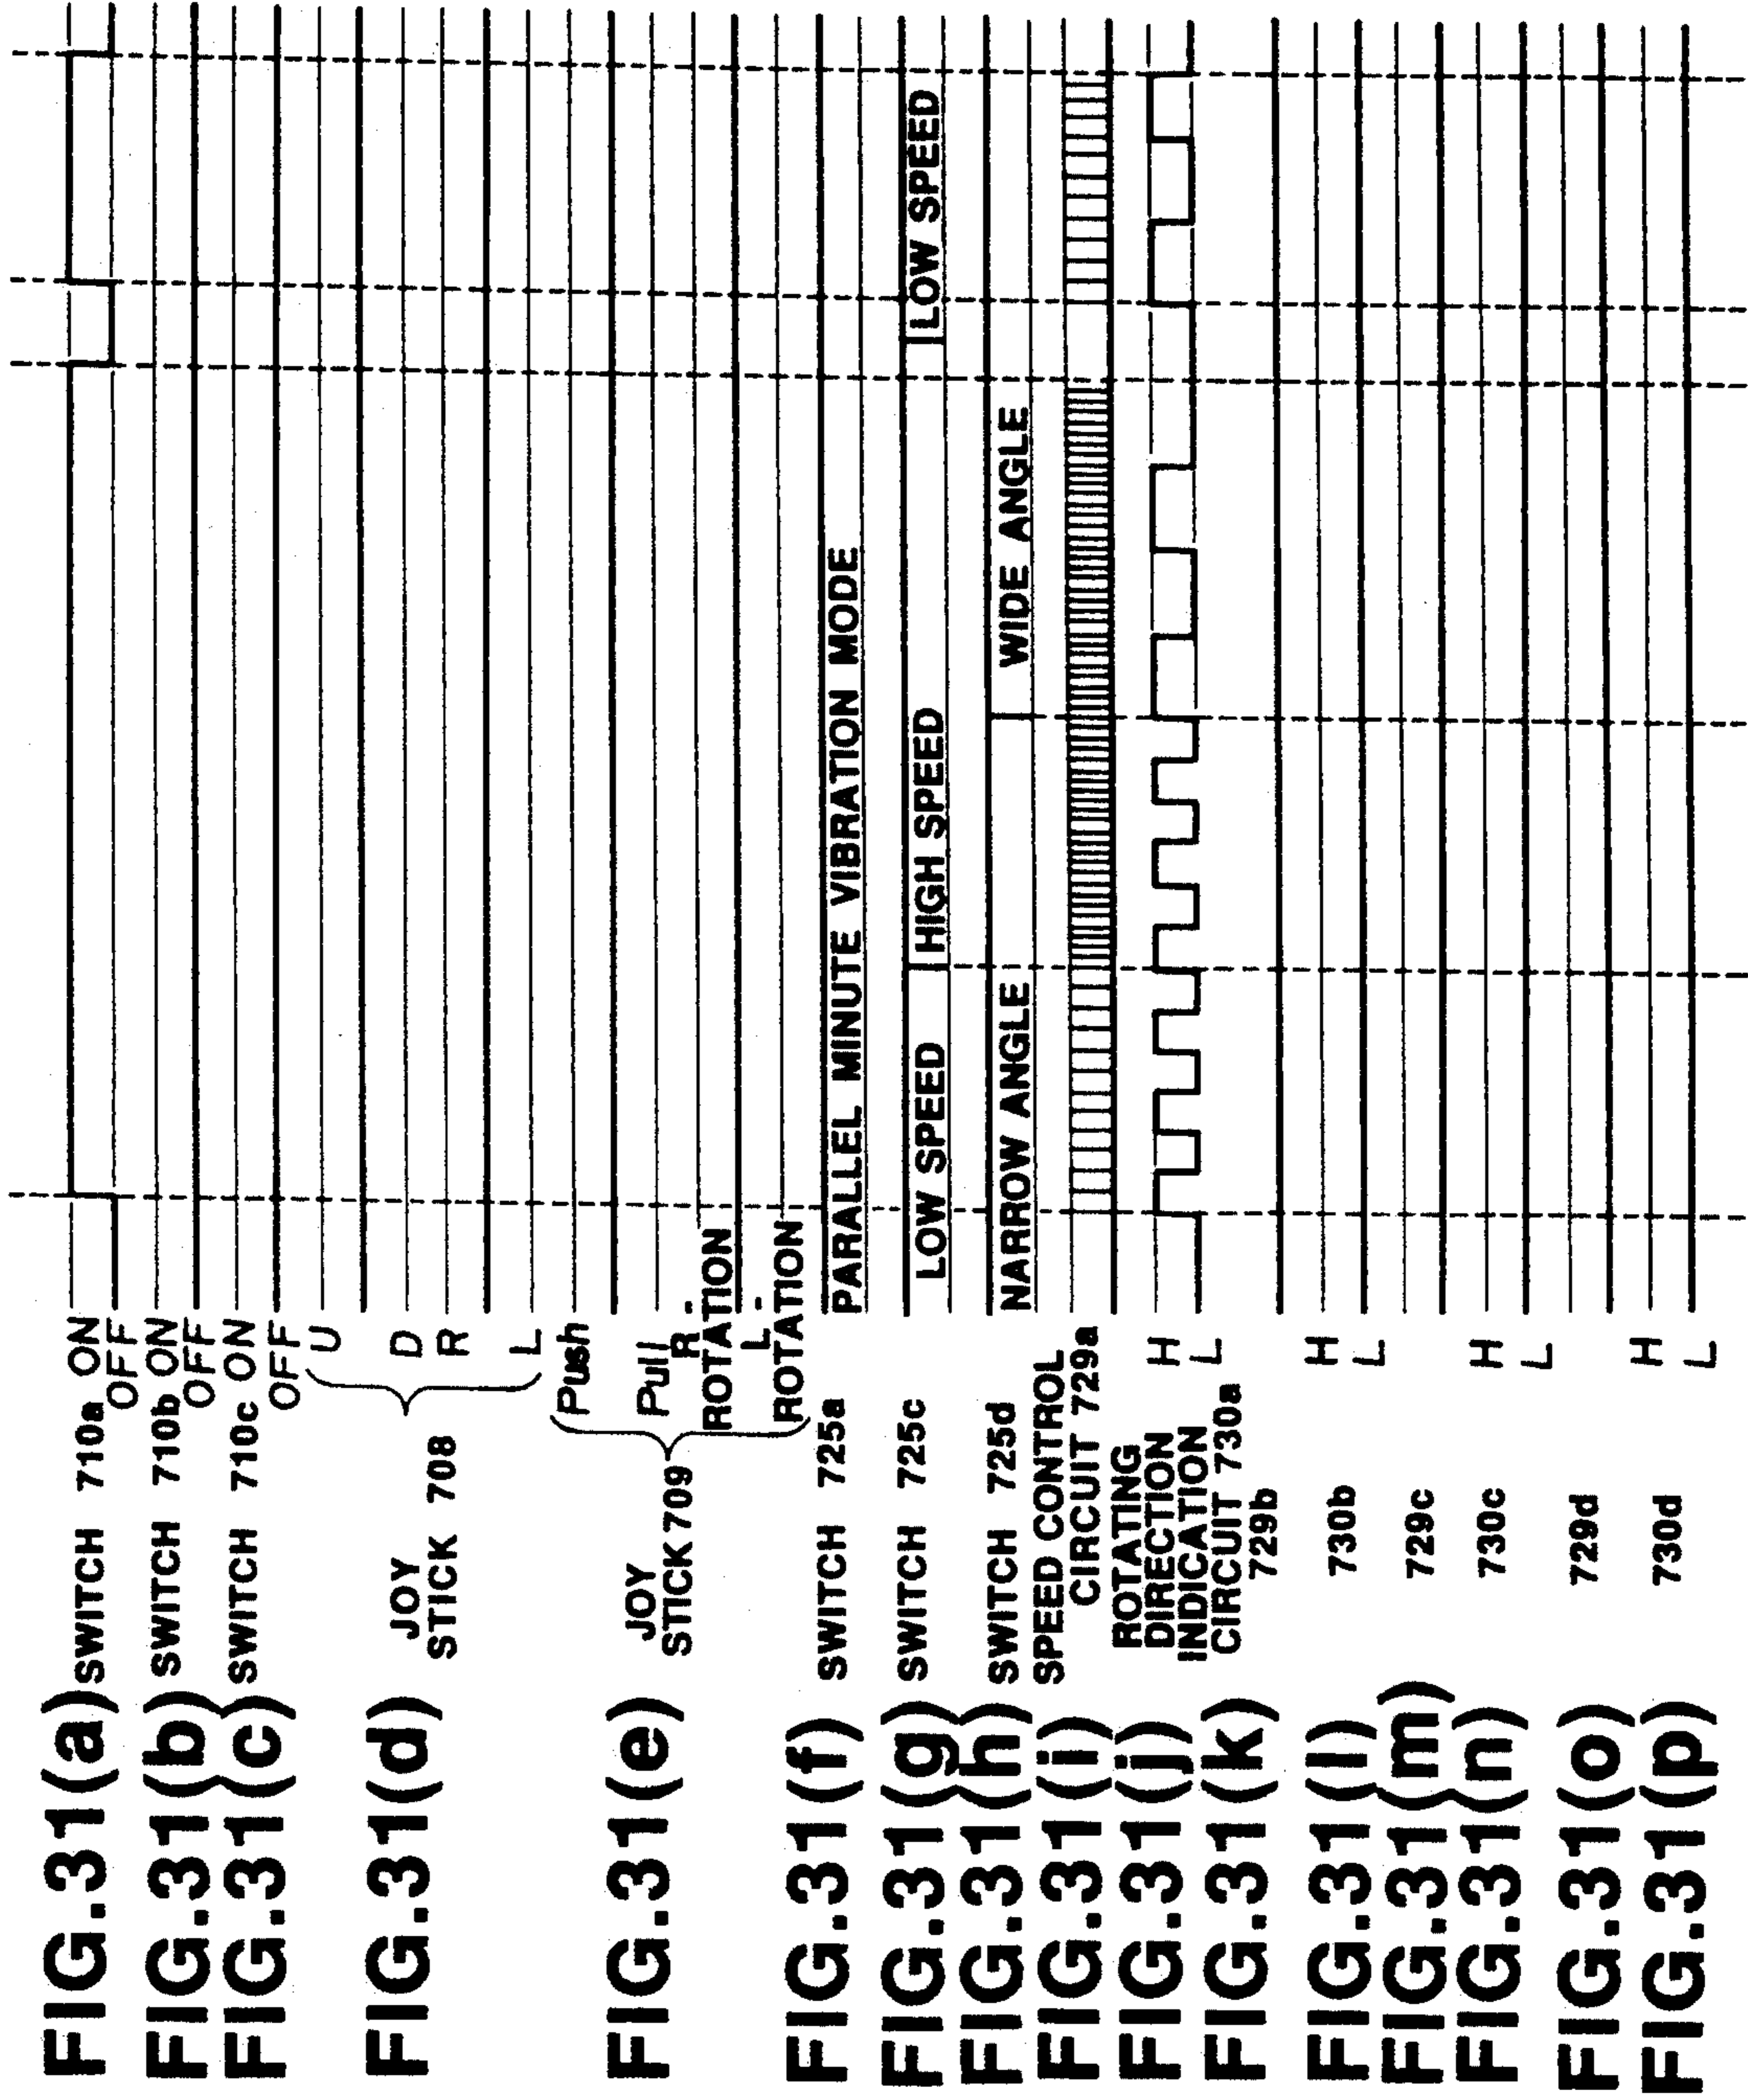 FIG.31(a) SWITCH 710a ON
OFF
FIG.31(b) SWITCH 710b ON
OFF
FIG.31(c) SWITCH 710c ON
OFF
FIG.31(d) JOY
STICK 708
U
D
R
L
FIG.31(e) JOY
STICK 709
Push
Pull
R-
ROTATION
L-
ROTATION
FIG.31(f) SWITCH 725a PARALLEL MINUTE VIBRATION MODE
FIG.31(g) SWITCH 725c LOW SPEED HIGH SPEED LOW SPEED
FIG.31(h) SWITCH 725d NARROW ANGLE WIDE ANGLE
FIG.31(i) SPEED CONTROL
CIRCUIT 729a
FIG.31(j) ROTATING
DIRECTION
INDICATION
CIRCUIT 730a
H
L
FIG.31(k) 729b
FIG.31(l) 730b H
L
FIG.31(m) 729c
FIG.31(n) 730c H
L
FIG.31(o) 729d
FIG.31(p) 730d H
L